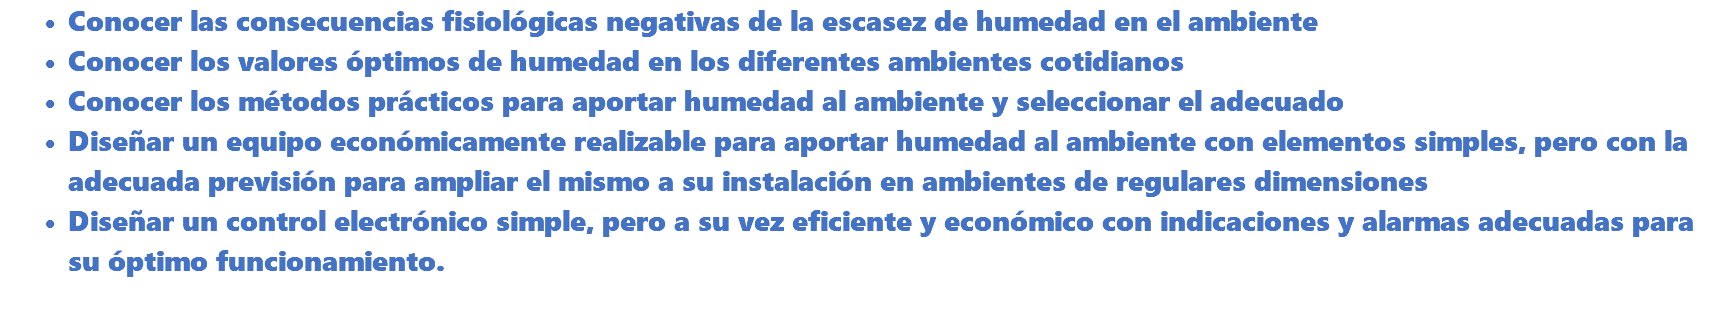 • Conocer las consecuencias fisiológicas negativas de la escasez de humedad en el ambiente
• Conocer los valores óptimos de humedad en los diferentes ambientes cotidianos
• Conocer los métodos prácticos para aportar humedad al ambiente y seleccionar el adecuado
• Diseñar un equipo económicamente realizable para aportar humedad al ambiente con elementos simples, pero con la
adecuada previsión para ampliar el mismo a su instalación en ambientes de regulares dimensiones
• Diseñar un control electrónico simple, pero a su vez eficiente y económico con indicaciones y alarmas adecuadas para
su óptimo funcionamiento.